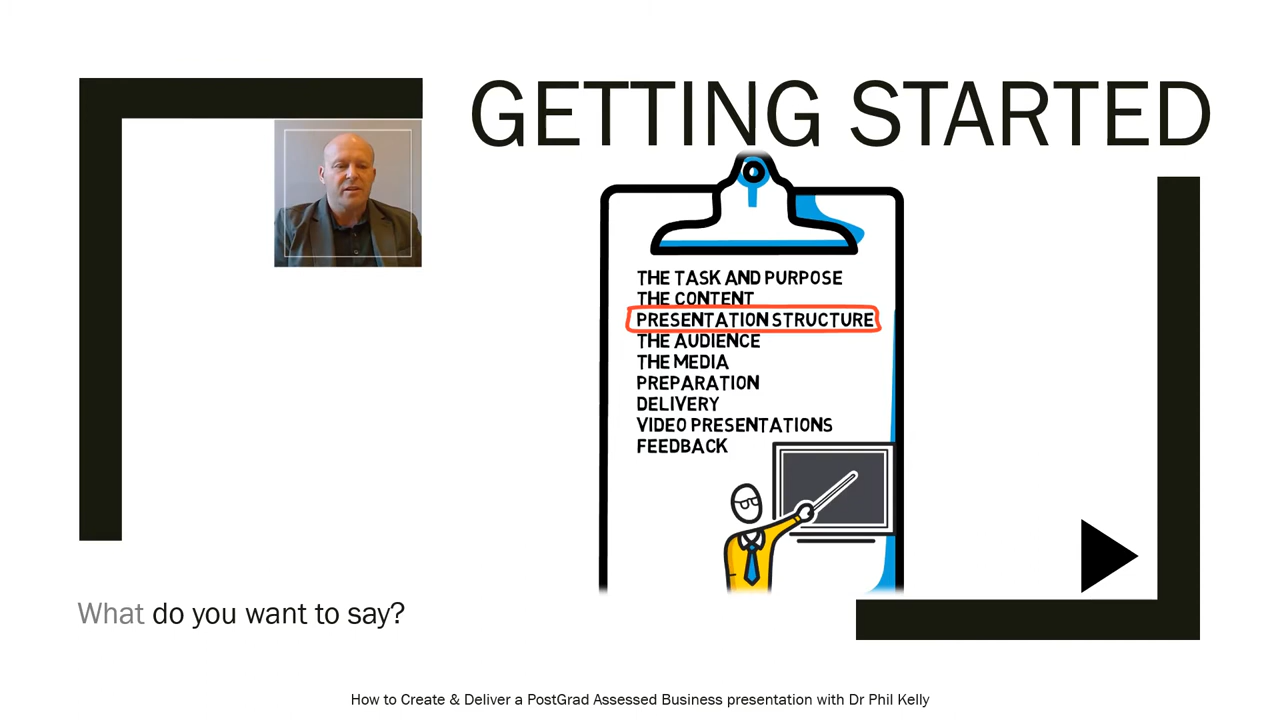 GETTING STARTED
THE TASK AND PURPOSE
THE CONTENT
PRESENTATION STRUCTURE
THE AUDIENCE
THE MEDIA
PREPARATION
DELIVERY
VIDEO PRESENTATIONS
FEEDBACK
What do you want to say?
How to Create & Deliver a PostGrad Assessed Business presentation with Dr Phil Kelly